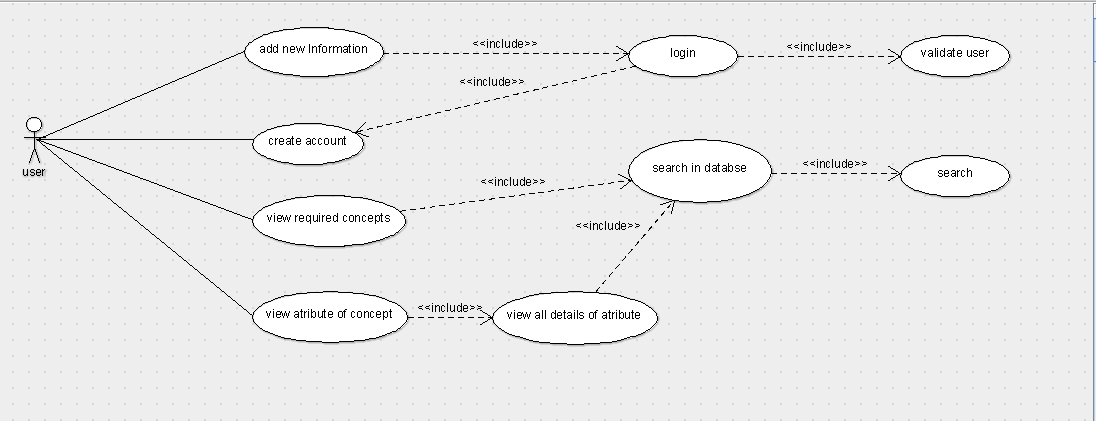 add new Information
<<include>>
login
<<include>>
validate user
<<include>>
create account
user
search in databse
<<include>>
search
<<include>>
view required concepts
<<include>>
view atribute of concept
<<include>>
view all details of atribute